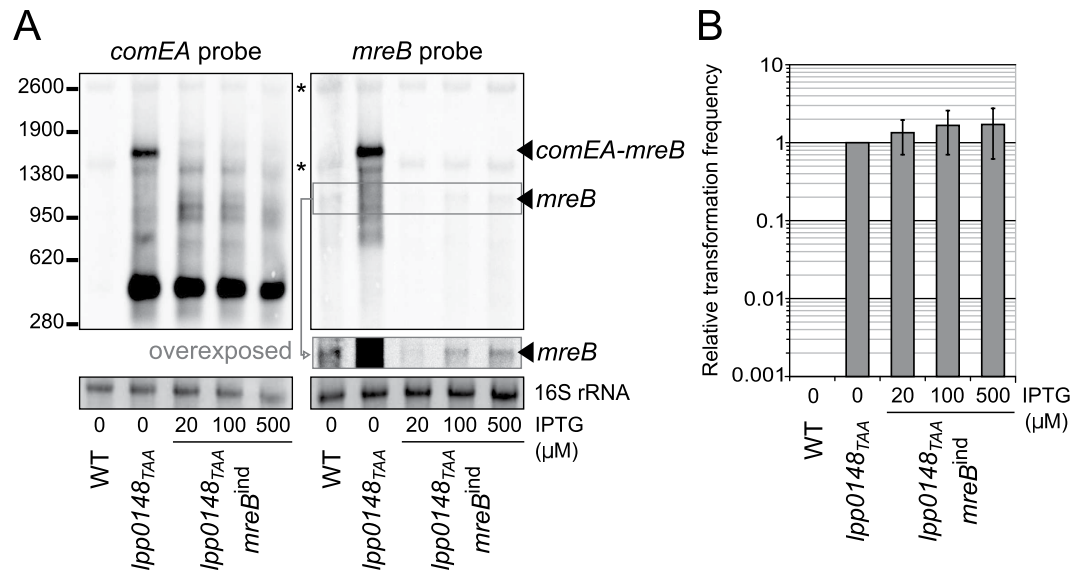 A
comEA probe
mreB probe
2600
1900
1380
950
620
280
*
*
comEA-mreB
mreB
overexposed
mreB
16S rRNA
0 0 20 100 500
0 0 20 100 500
IPTG
(µM)
WT
lpp0148TAA
lpp0148TAA
mreBind
WT
lpp0148TAA
lpp0148TAA
mreBind
B
Relative transformation frequency
10
1
0.1
0.01
0.001
0 0 20 100 500
IPTG
(µM)
WT
lpp0148TAA
lpp0148TAA
mreBind